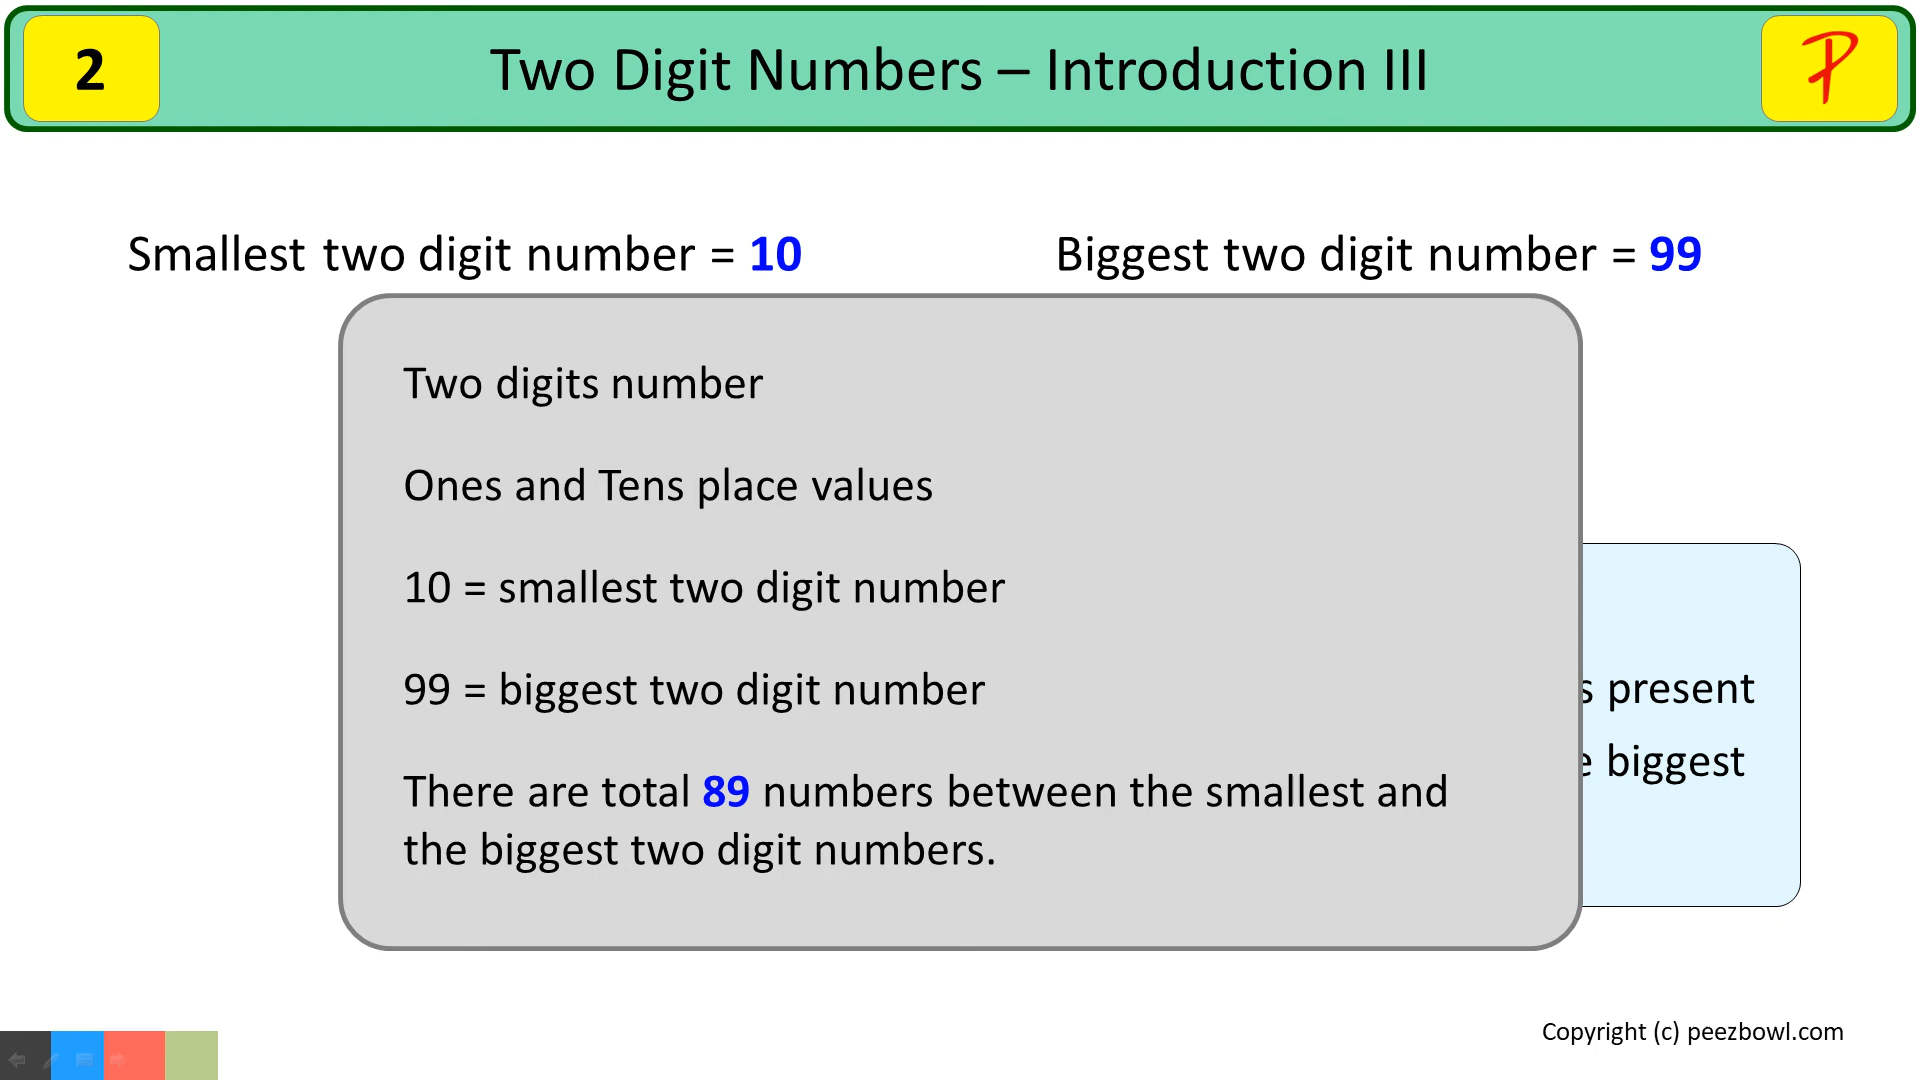 2
Two Digit Numbers – Introduction III
P
Smallest two digit number = 10
Biggest two digit number = 99
Two digits number
Ones and Tens place values
10 = smallest two digit number
99 = biggest two digit number
There are total 89 numbers between the smallest and
the biggest two digit numbers.
present
biggest
Copyright (c) peezbowl.com